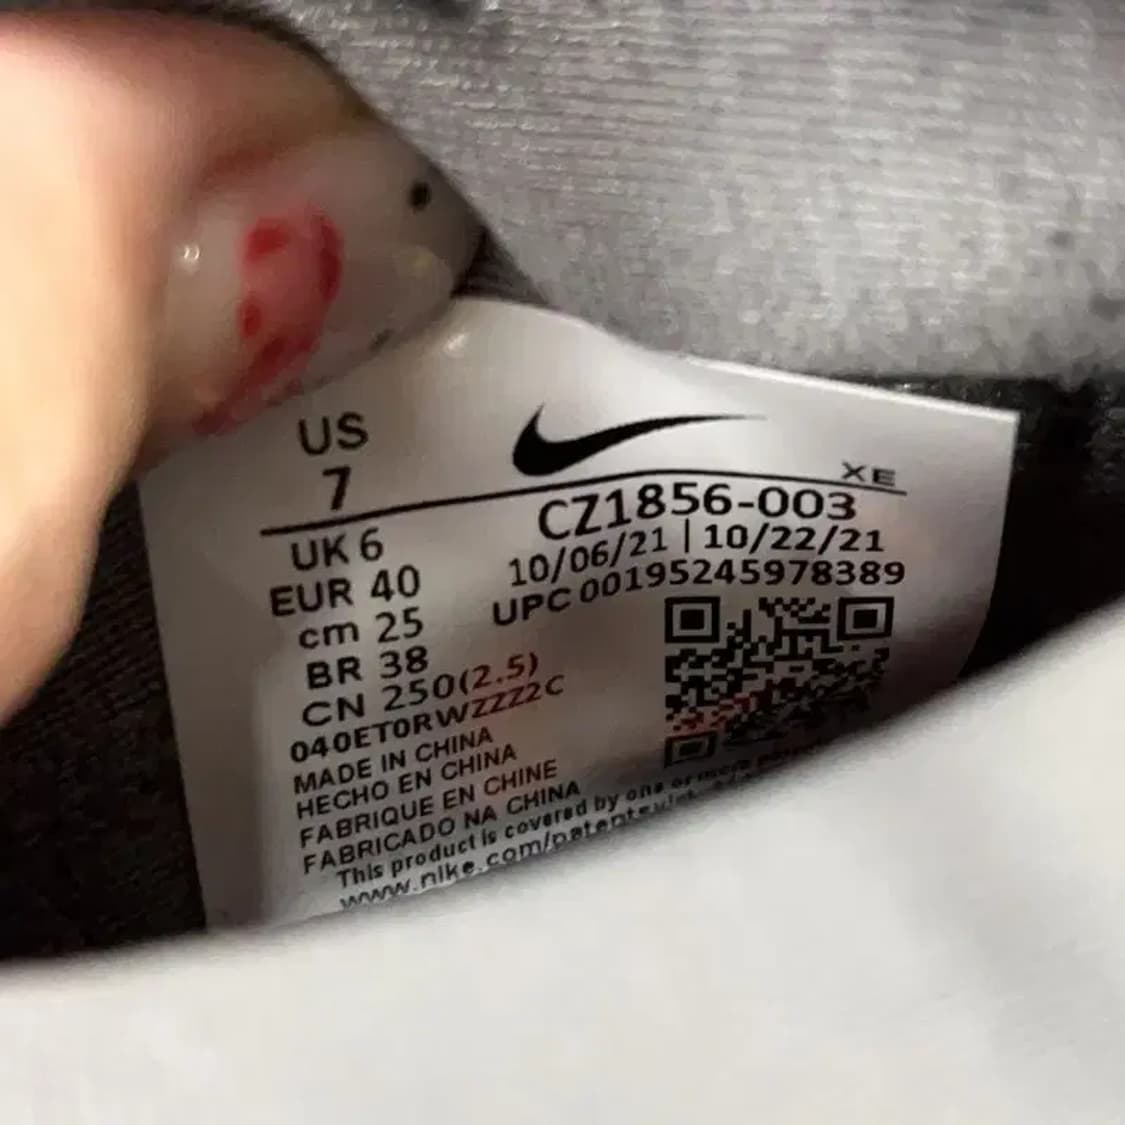 US
7
XE
UK 6
EUR 40
cm 25
BR 38
CN 250(2.5)
040ET0RWZZZ2C
MADE IN CHINA
HECHO EN CHINA
FABRIQUE EN CHINE
FABRICADO NA CHINA
This product is covered by one or more
www.nike.com/patents
CZ1856-003
10/06/21 | 10/22/21
UPC 00195245978389